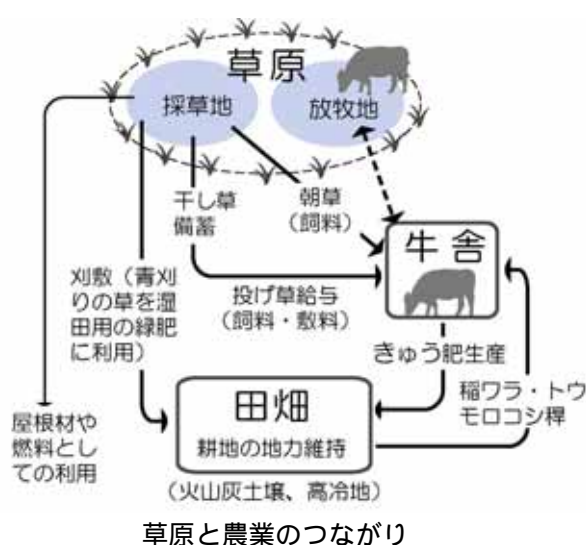 草原
採草地
放牧地
干し草
備蓄
朝草
(飼料)
牛舎
刈敷(青刈
りの草を湿
田用の緑肥
に利用)
投げ草給与
(飼料・敷料)
きゅう肥生産
稲ワラ・トウ
モロコシ稈
田畑
耕地の地力維持
屋根材や
燃料とし
ての利用
(火山灰土壌、高冷地)
草原と農業のつながり